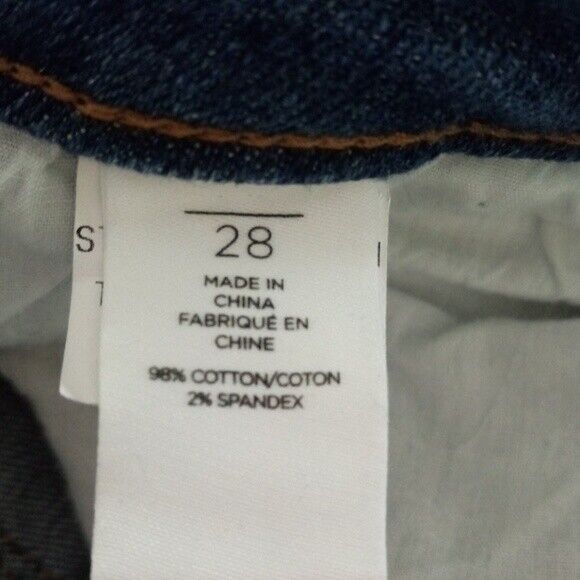 28
MADE IN
CHINA
FABRIQUÉ EN
CHINE
98% COTTON/COTON
2% SPANDEX